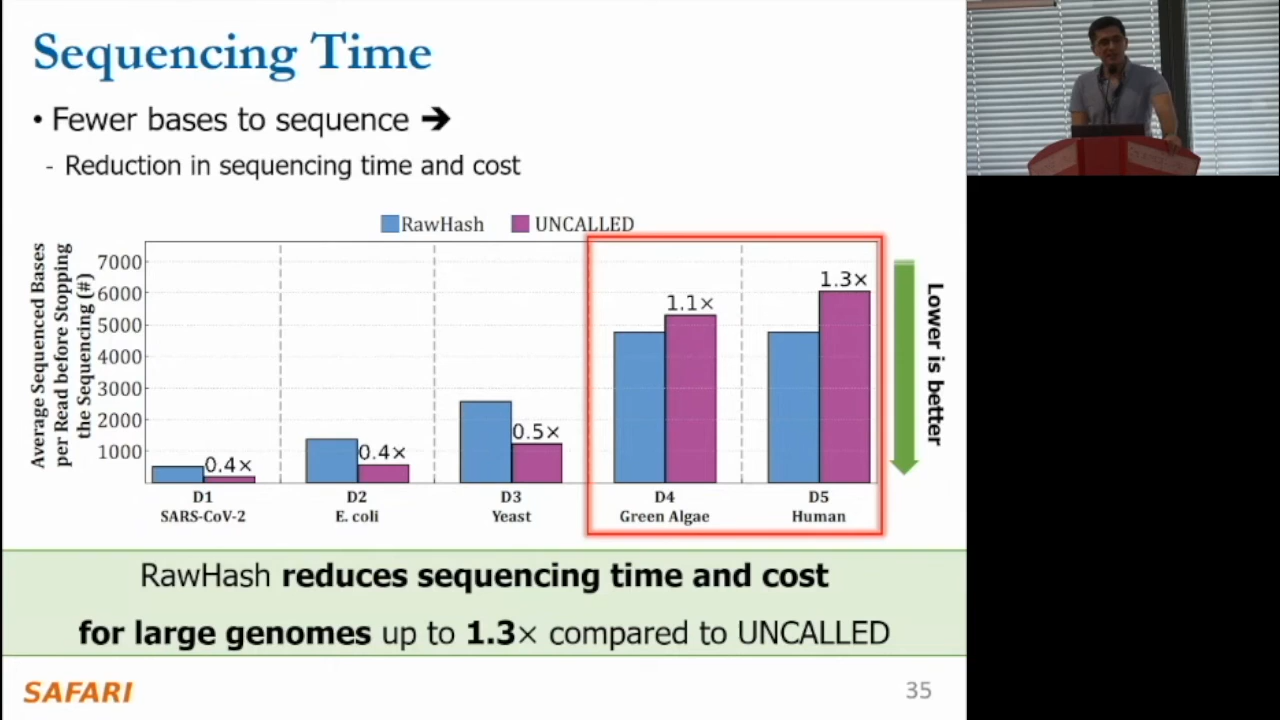 Sequencing Time
• Fewer bases to sequence ➔
- Reduction in sequencing time and cost
RawHash UNCALLED
Average Sequenced Bases
per Read before Stopping
the Sequencing (#)
7000
6000
5000
4000
3000
2000
1000
0.4×
0.4×
0.5×
1.1×
1.3×
D1
SARS-CoV-2
D2
E. coli
D3
Yeast
D4
Green Algae
D5
Human
Lower is better
RawHash reduces sequencing time and cost
for large genomes up to 1.3× compared to UNCALLED
SAFARI
35